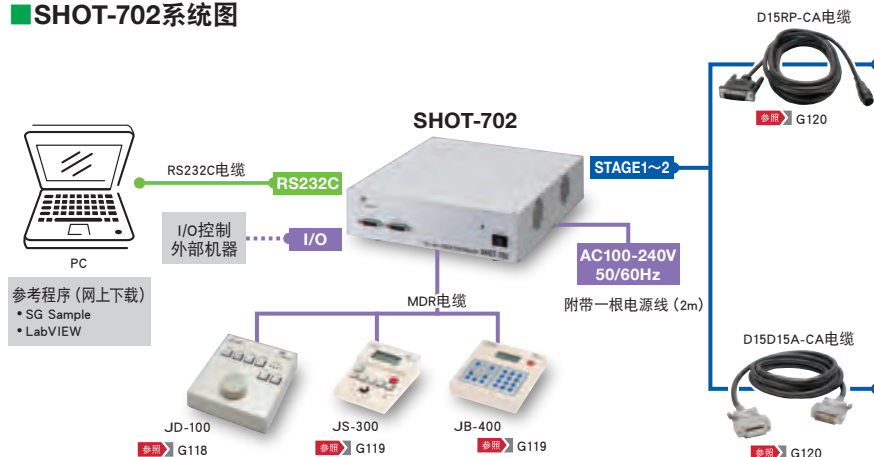 ■SHOT-702系统图
D15RP-CA电缆
参照 G120
SHOT-702
RS232C电缆
RS232C
STAGE1～2
I/O控制
外部机器
I/O
PC
AC100-240V
50/60Hz
附带一根电源线（2m）
参考程序（网上下载）
• SG Sample
• LabVIEW
MDR电缆
D15D15A-CA电缆
JD-100
参照 G118
JS-300
参照 G119
JB-400
参照 G119
参照 G120
SHOT-702